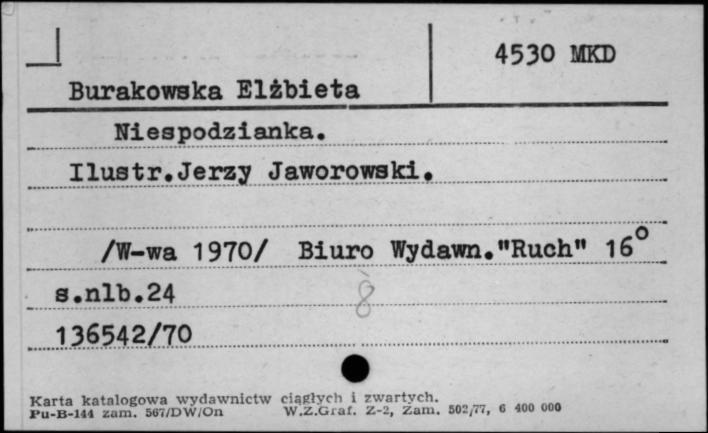 4530 MKD
Burakowska Elżbieta
Niespodzianka.
Ilustr.Jerzy Jaworowski.
/W-wa 1970/ Biuro Wydawn."Ruch" 16°
s.nlb.24
8
136542/70
Karta katalogowa wydawnictw ciągłych i zwartych.
Pu-B-144 zam. 567/DW/On W.Z.Graf. Z-2, Zam. 502/77, 6 400 000